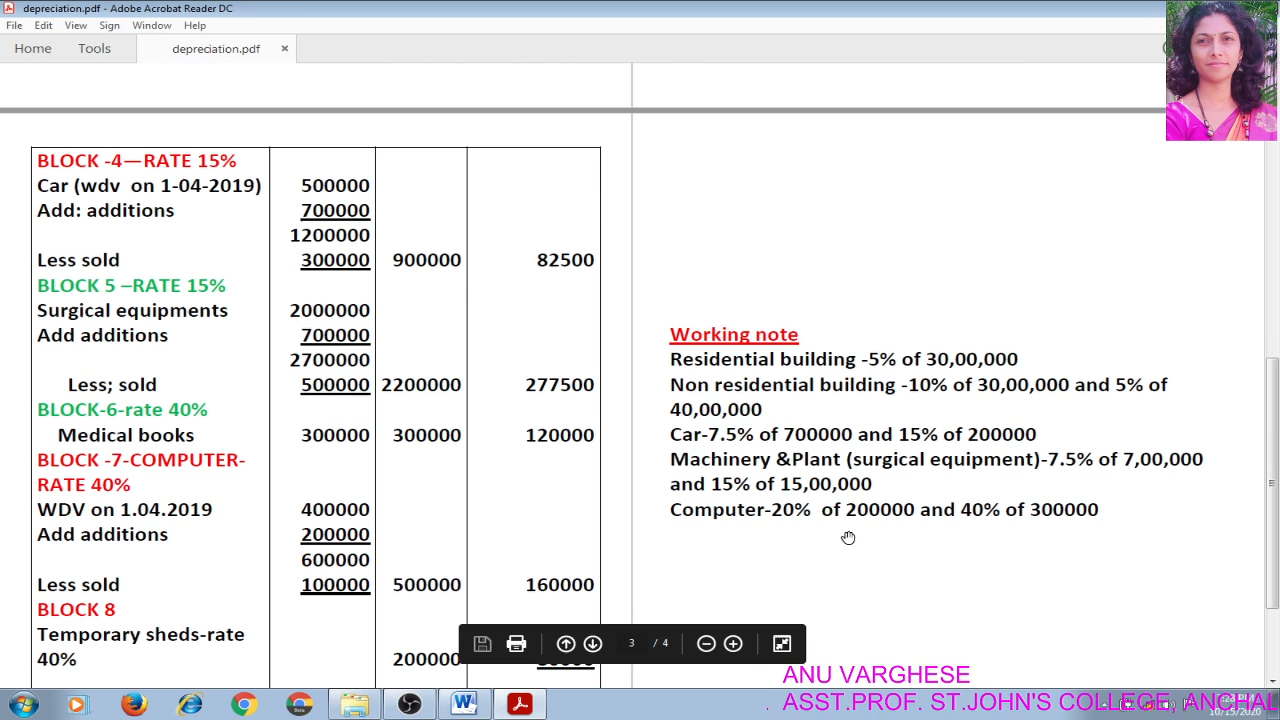 depreciation.pdf - Adobe Acrobat Reader DC
File Edit View Sign Window Help
Home Tools depreciation.pdf ×
BLOCK -4—RATE 15%
Car (wdv on 1-04-2019) 500000
Add: additions 700000
1200000
Less sold 300000 900000 82500
BLOCK 5 –RATE 15%
Surgical equipments 2000000
Add additions 700000
2700000
Less; sold 500000 2200000 277500
BLOCK-6-rate 40%
Medical books 300000 300000 120000
BLOCK -7-COMPUTER-
RATE 40%
WDV on 1.04.2019 400000
Add additions 200000
600000
Less sold 100000 500000 160000
BLOCK 8
Temporary sheds-rate
40% 200000
Working note
Residential building -5% of 30,00,000
Non residential building -10% of 30,00,000 and 5% of
40,00,000
Car-7.5% of 700000 and 15% of 200000
Machinery &Plant (surgical equipment)-7.5% of 7,00,000
and 15% of 15,00,000
Computer-20% of 200000 and 40% of 300000
3 / 4
ANU VARGHESE
ASST.PROF. ST.JOHN'S COLLEGE, ANCHAL
10/15/2020